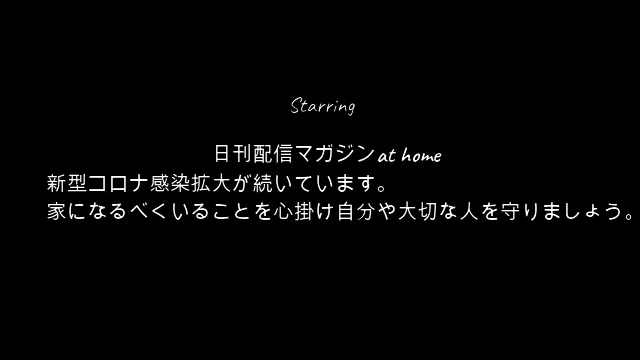 Starring
日刊配信マガジンat home
新型コロナ感染拡大が続いています。
家になるべくいることを心掛け自分や大切な人を守りましょう。